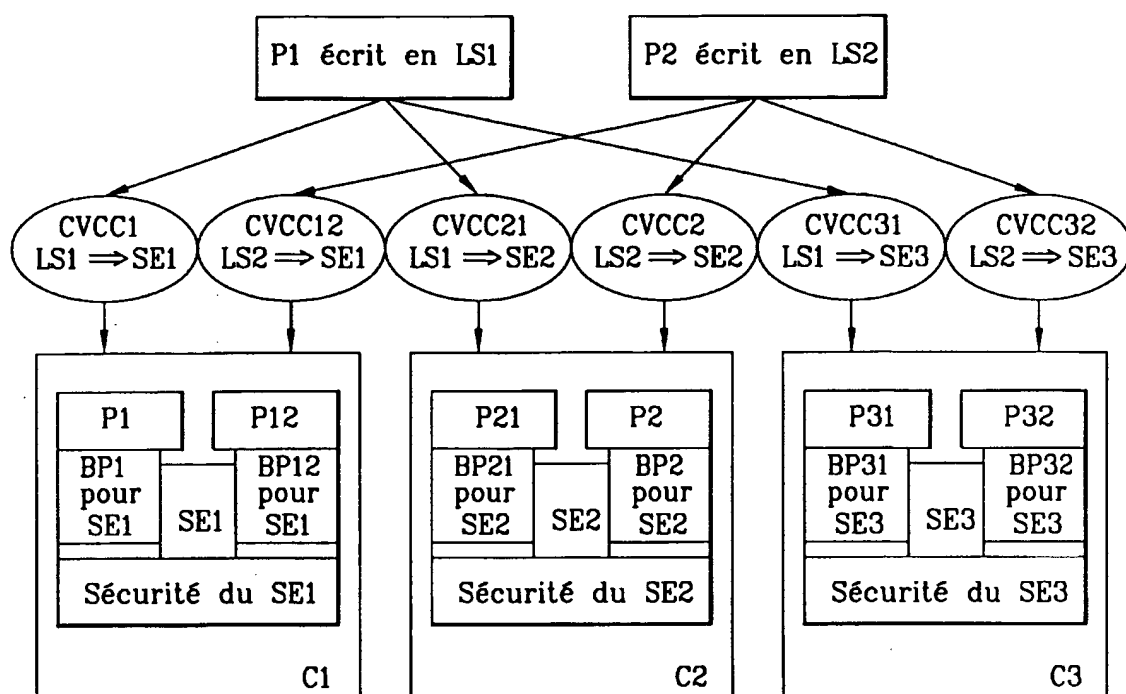 P1 écrit en LS1
P2 écrit en LS2
CVCC1
LS1 ⇒ SE1
CVCC12
LS2 ⇒ SE1
CVCC21
LS1 ⇒ SE2
CVCC2
LS2 ⇒ SE2
CVCC31
LS1 ⇒ SE3
CVCC32
LS2 ⇒ SE3
P1
P12
BP1
pour
SE1
SE1
BP12
pour
SE1
Sécurité du SE1
C1
P21
P2
BP21
pour
SE2
SE2
BP2
pour
SE2
Sécurité du SE2
C2
P31
P32
BP31
pour
SE3
SE3
BP32
pour
SE3
Sécurité du SE3
C3